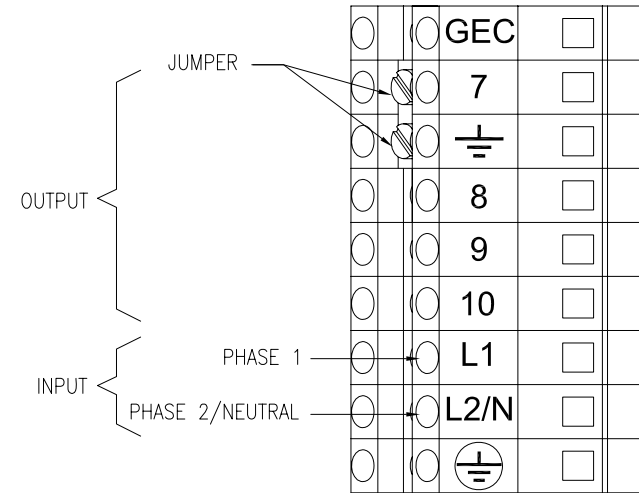 GEC
JUMPER
7
OUTPUT
8
9
10
PHASE 1
L1
INPUT
PHASE 2/NEUTRAL
L2/N